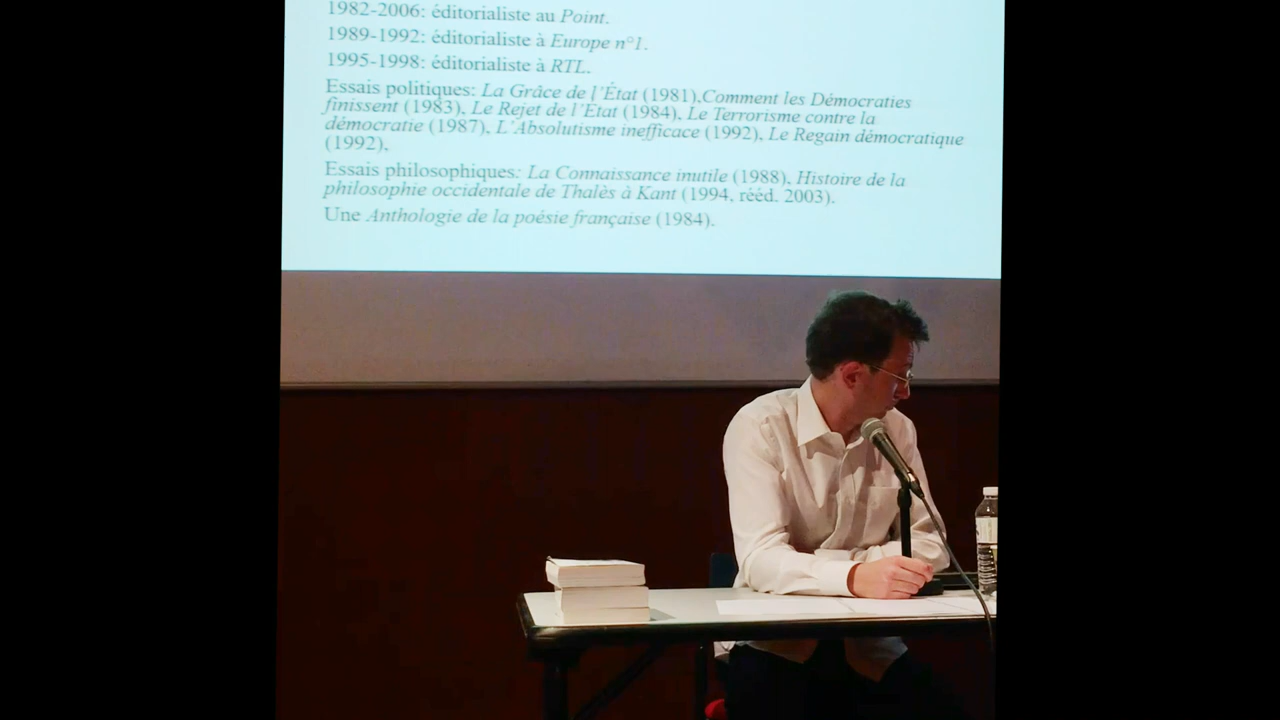 1982-2006: éditorialiste au Point.
1989-1992: éditorialiste à Europe n°1.
1995-1998: éditorialiste à RTL.
Essais politiques: La Grâce de l'État (1981),Comment les Démocraties
finissent (1983), Le Rejet de l'Etat (1984), Le Terrorisme contre la
démocratie (1987), L'Absolutisme inefficace (1992), Le Regain démocratique
(1992).
Essais philosophiques: La Connaissance inutile (1988), Histoire de la
philosophie occidentale de Thalès à Kant (1994, rééd. 2003).
Une Anthologie de la poésie française (1984).